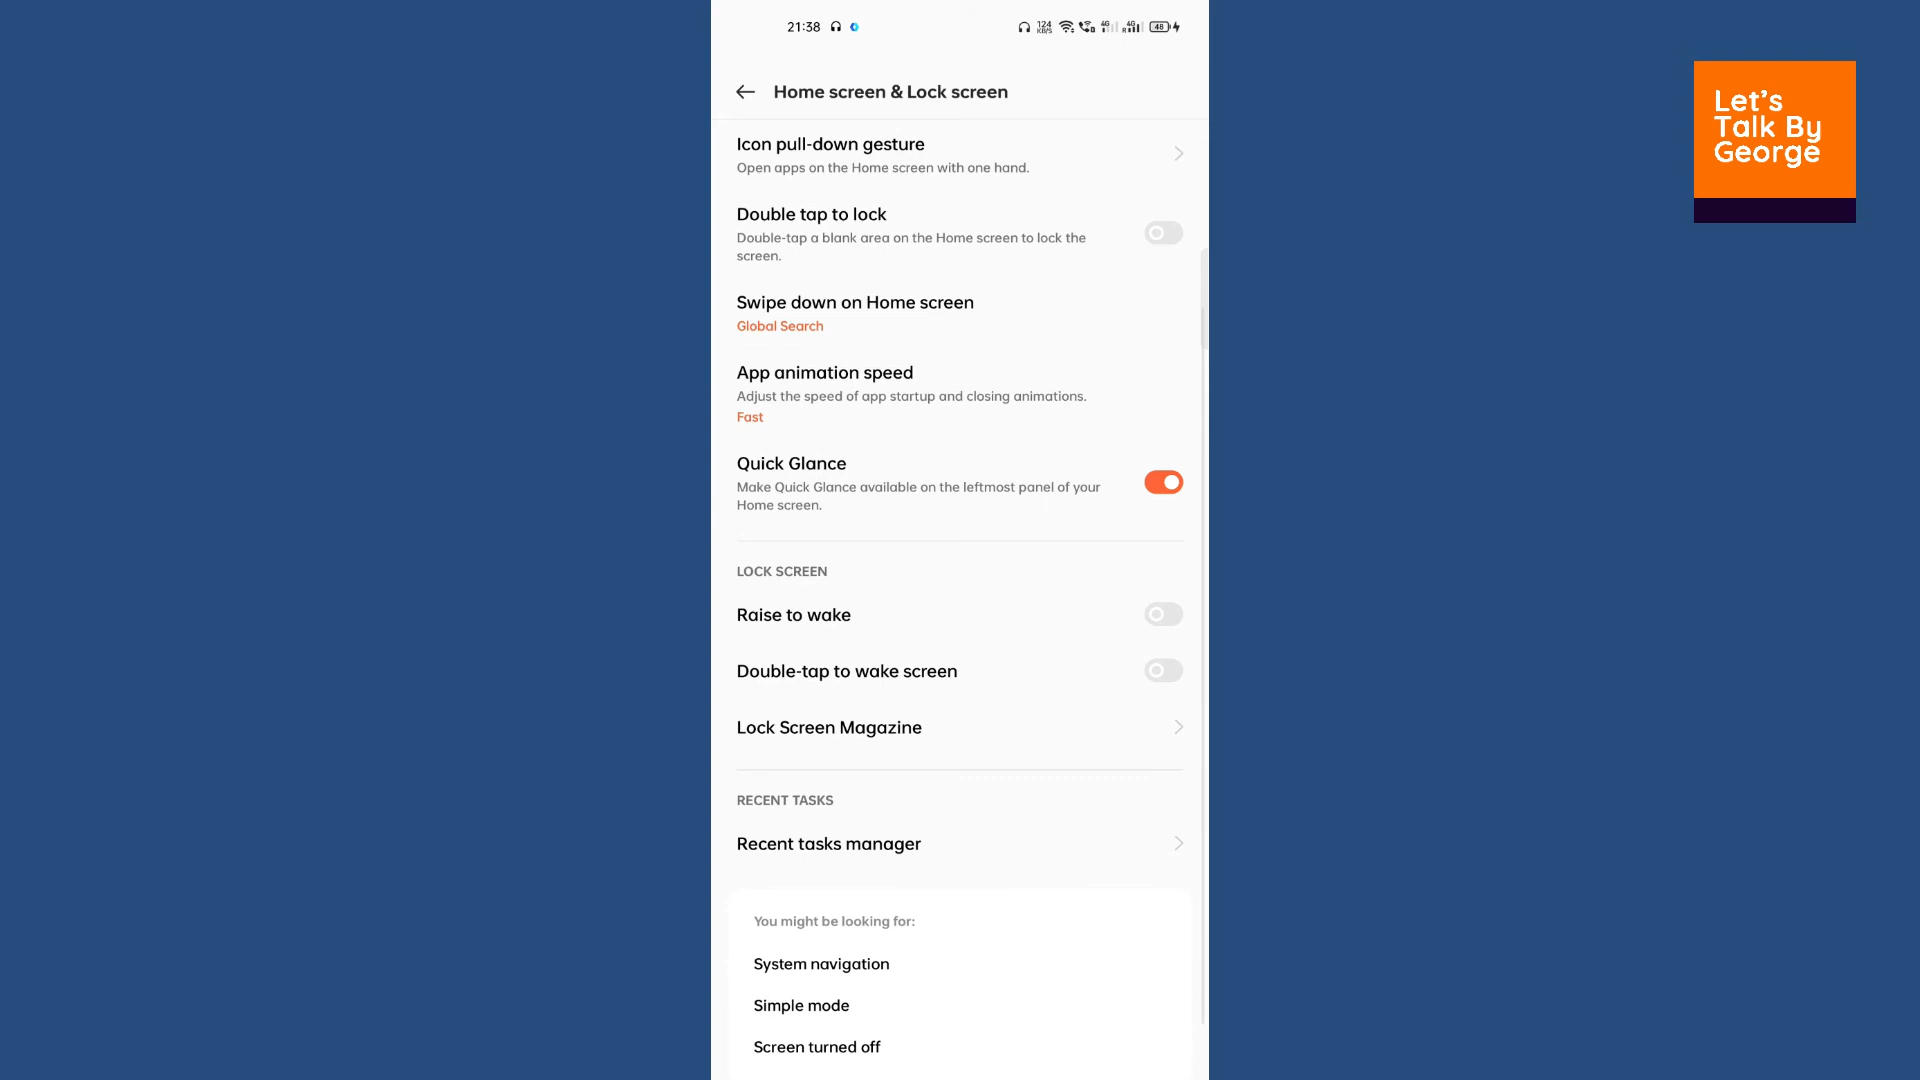 21:38
124
KB/S
4G
4G
R
48
Home screen & Lock screen
Icon pull-down gesture
Open apps on the Home screen with one hand.
Double tap to lock
Double-tap a blank area on the Home screen to lock the
screen.
Swipe down on Home screen
Global Search
App animation speed
Adjust the speed of app startup and closing animations.
Fast
Quick Glance
Make Quick Glance available on the leftmost panel of your
Home screen.
LOCK SCREEN
Raise to wake
Double-tap to wake screen
Lock Screen Magazine
RECENT TASKS
Recent tasks manager
You might be looking for:
System navigation
Simple mode
Screen turned off
Let's
Talk By
George